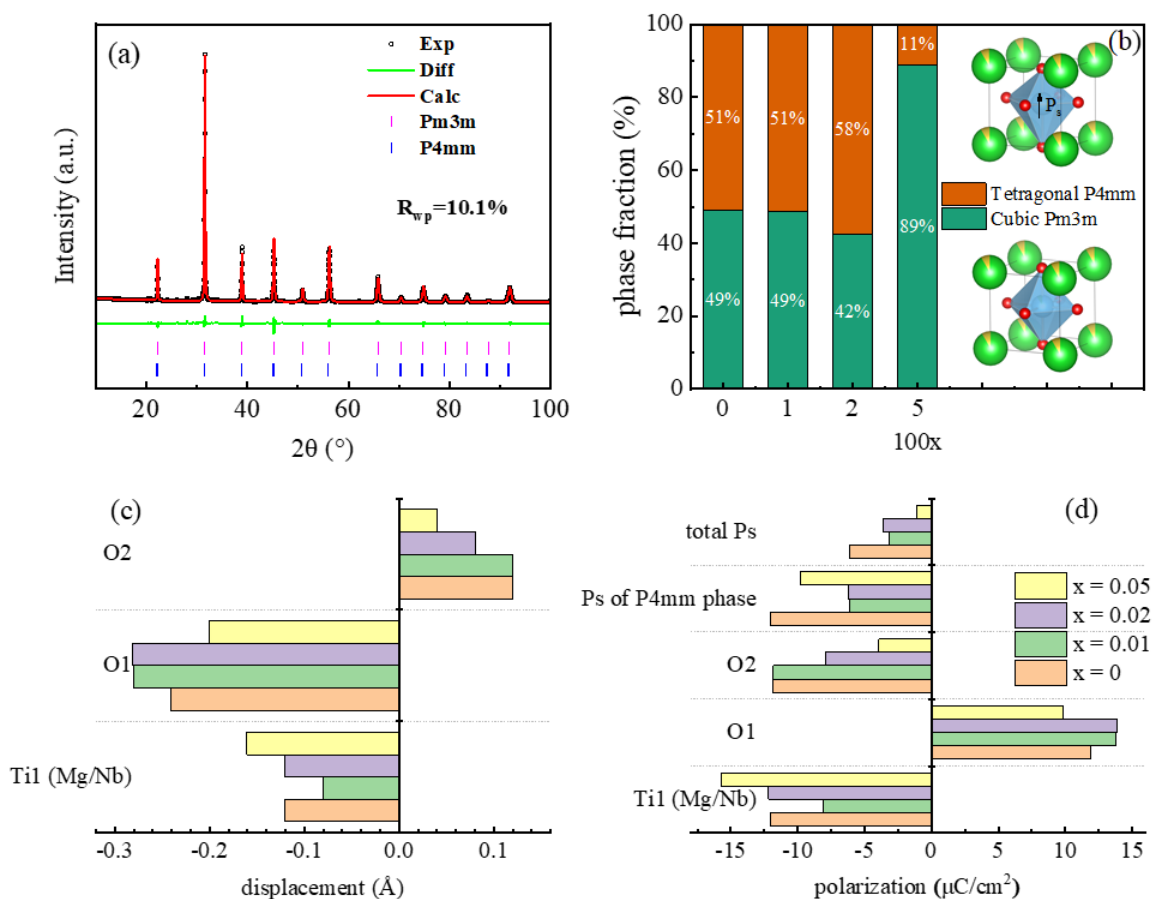 (a)
Exp
Diff
Calc
Pm3m
P4mm
Rwp=10.1%
Intensity (a.u.)
20 40 60 80 100
2θ (°)
(b)
100
80
60
40
20
0
phase fraction (%)
51% 51% 58% 11%
49% 49% 42% 89%
Ps
Tetragonal P4mm
Cubic Pm3m
0 1 2 5
100x
(c)
O2
O1
Ti1 (Mg/Nb)
-0.3 -0.2 -0.1 0.0 0.1
displacement (Å)
(d)
total Ps
Ps of P4mm phase
O2
O1
Ti1 (Mg/Nb)
x = 0.05
x = 0.02
x = 0.01
x = 0
-15 -10 -5 0 5 10 15
polarization (μC/cm²)